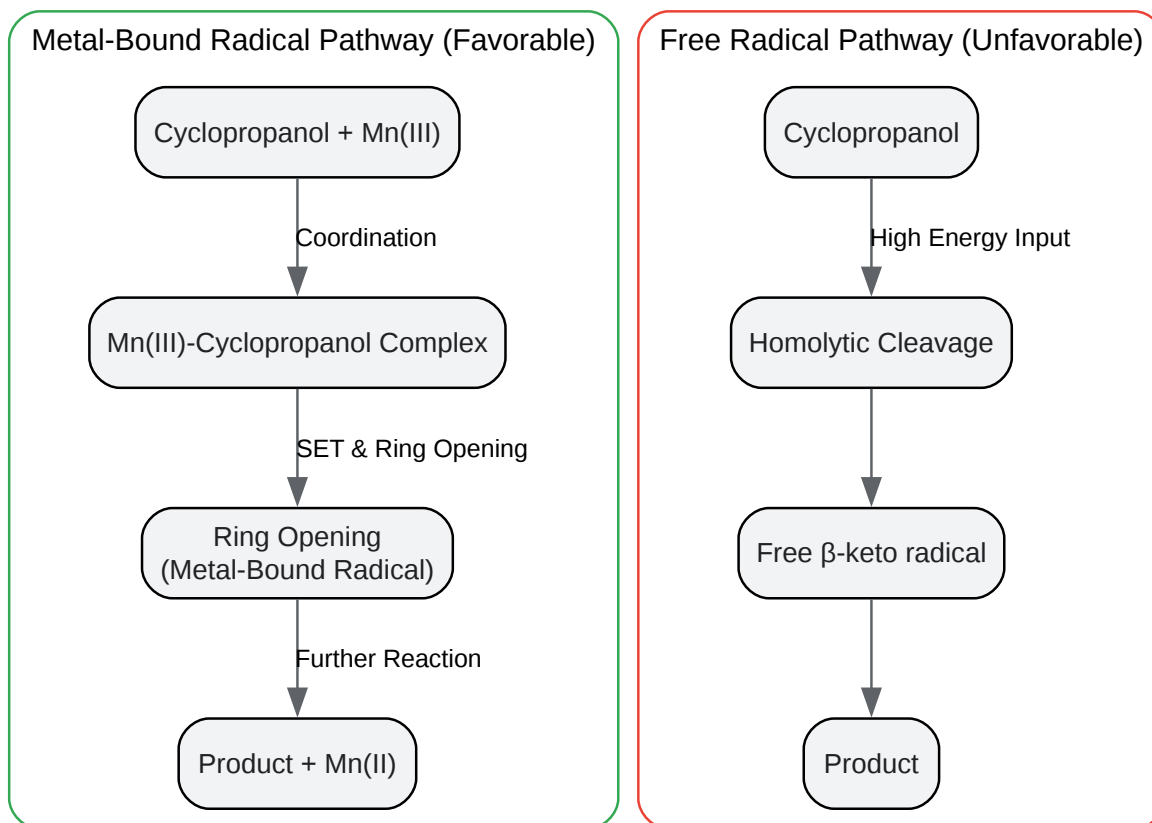 Metal-Bound Radical Pathway (Favorable)
Cyclopropanol + Mn(III)
Coordination
Mn(III)-Cyclopropanol Complex
SET & Ring Opening
Ring Opening
(Metal-Bound Radical)
Further Reaction
Product + Mn(II)
Free Radical Pathway (Unfavorable)
Cyclopropanol
High Energy Input
Homolytic Cleavage
Free β-keto radical
Product